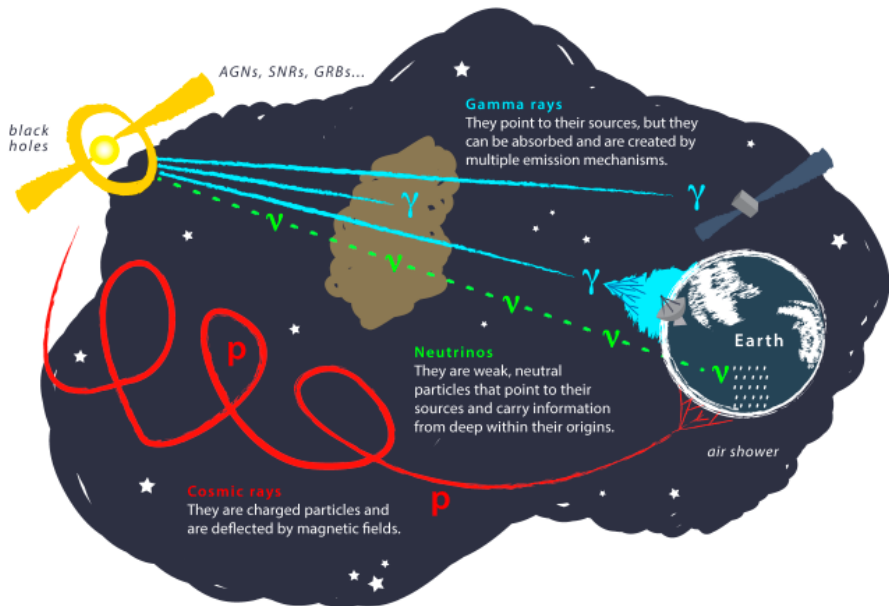 AGNs, SNRs, GRBs...
black
holes
Gamma rays
They point to their sources, but they
can be absorbed and are created by
multiple emission mechanisms.
γ
γ
γ
ν
ν
ν
ν
ν
Earth
p
Neutrinos
They are weak, neutral
particles that point to their
sources and carry information
from deep within their origins.
air shower
p
Cosmic rays
They are charged particles and
are deflected by magnetic fields.